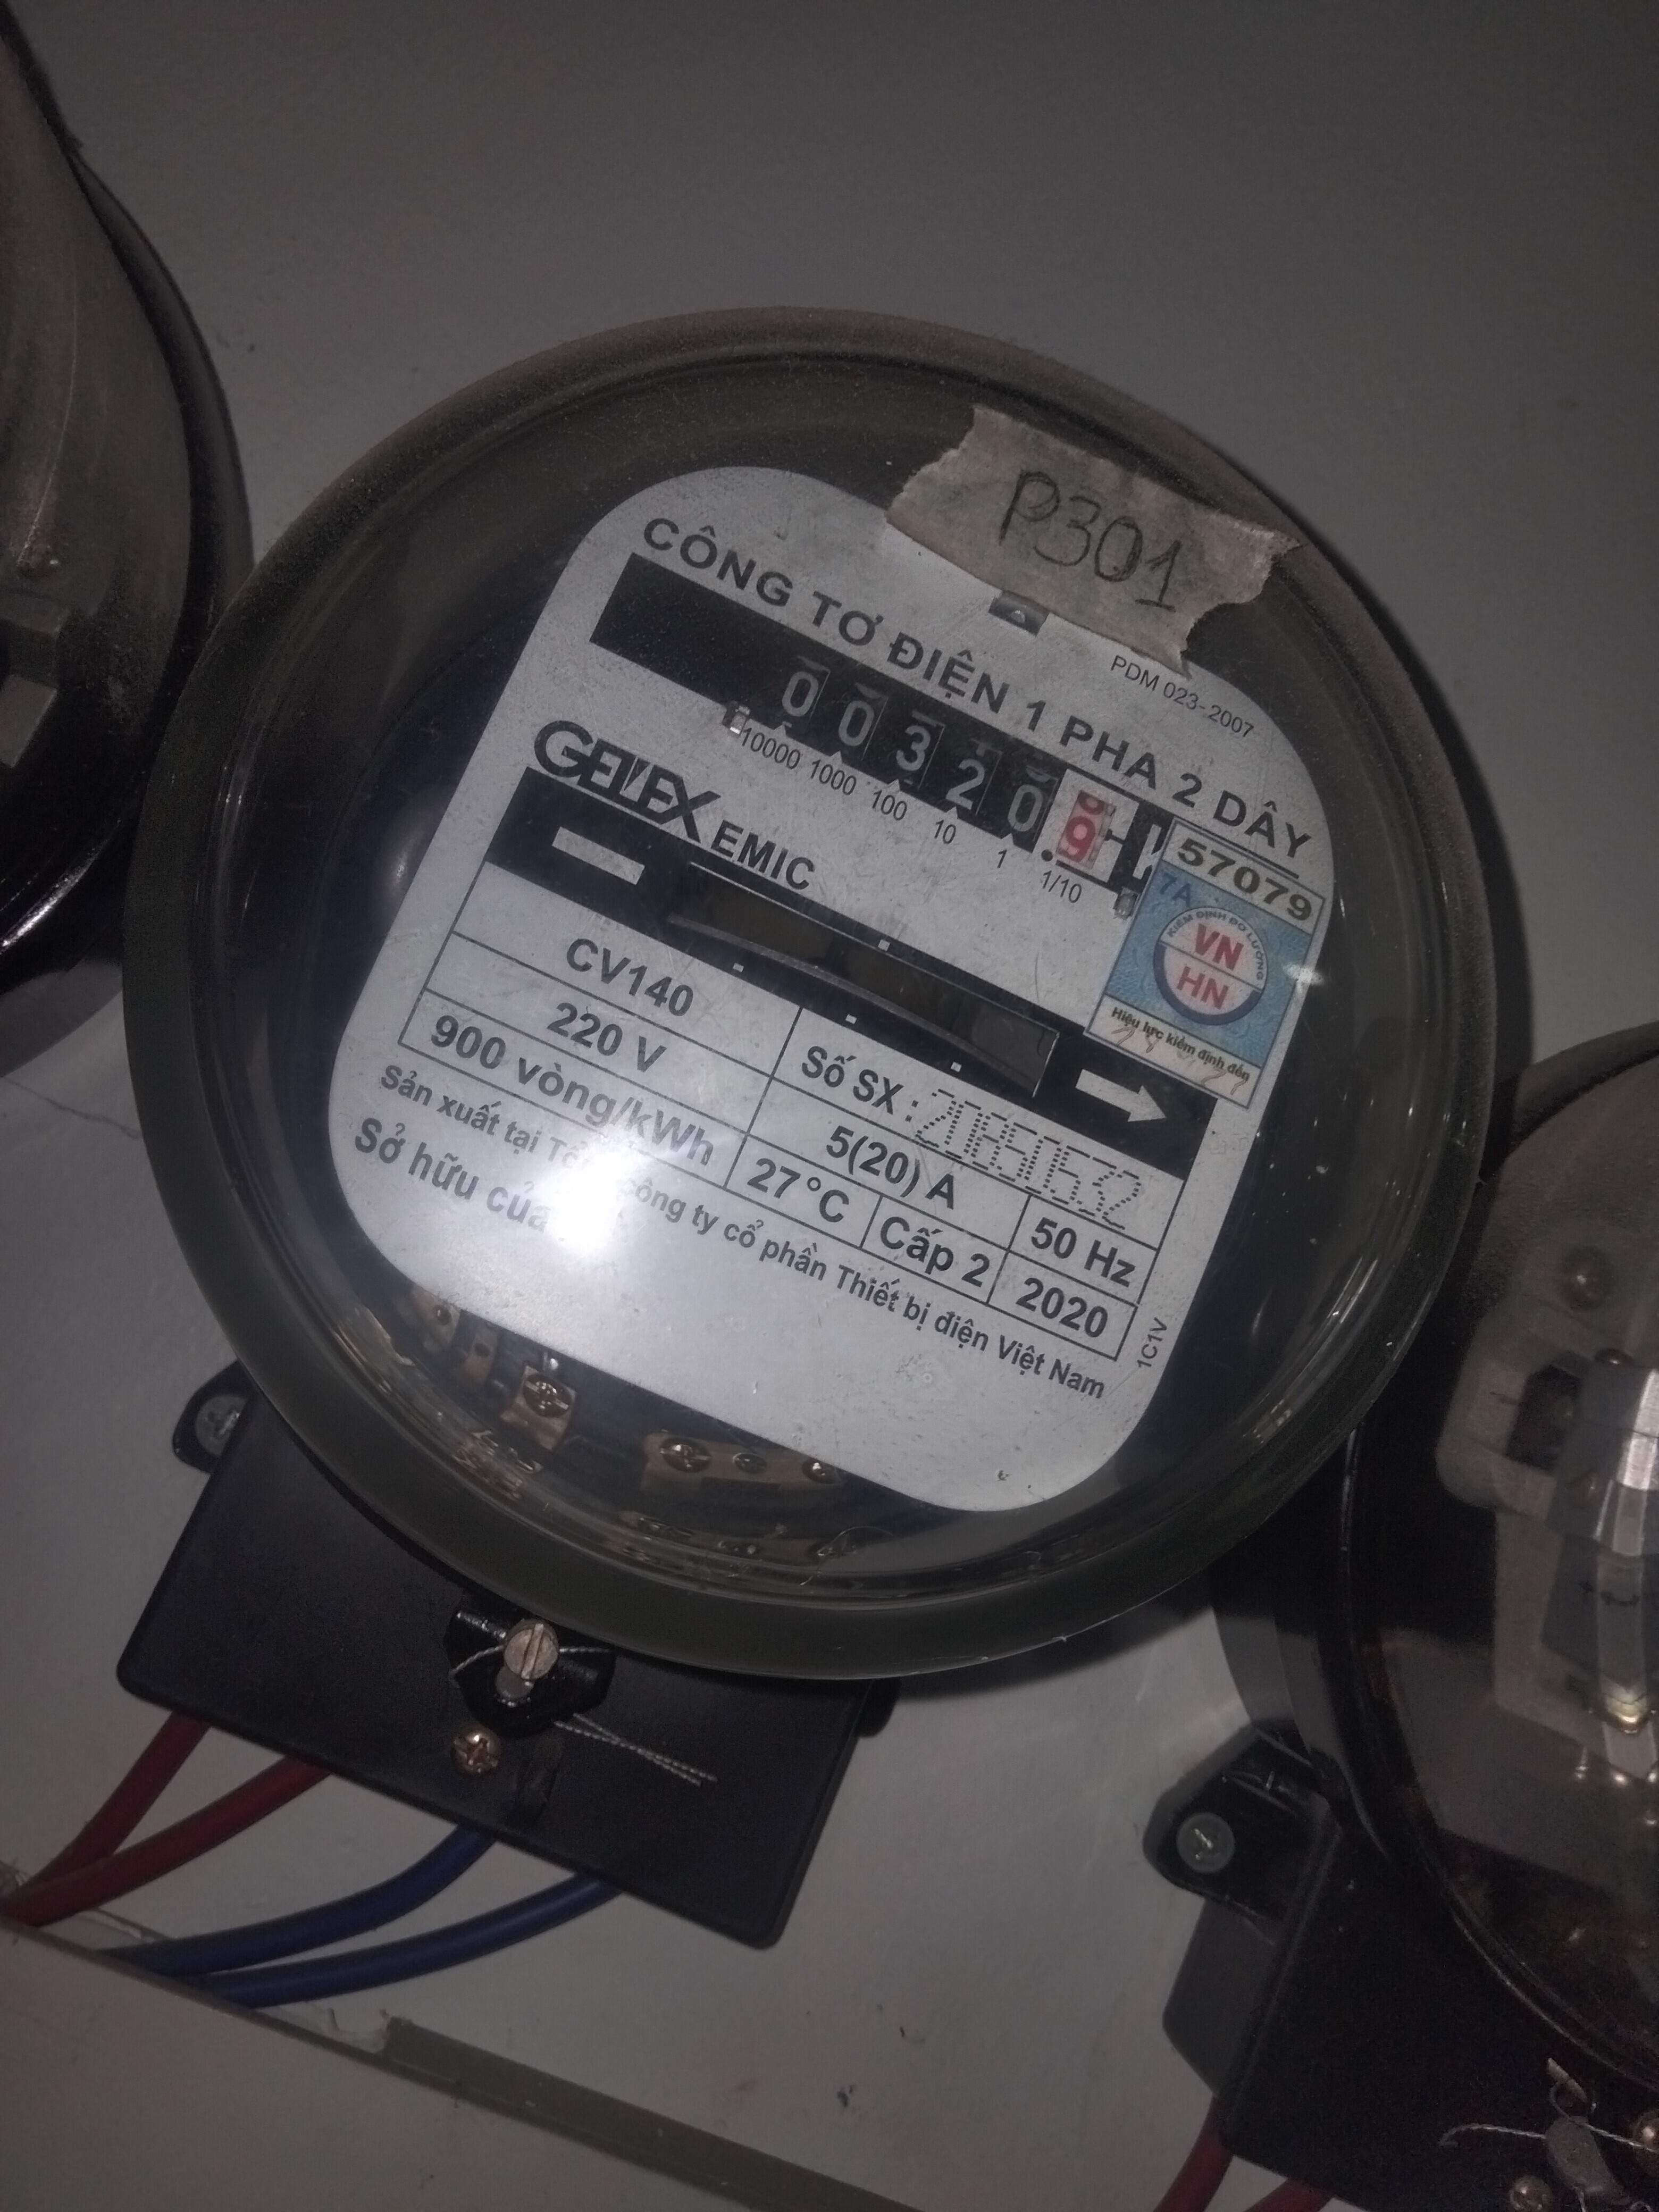 P301
PDM 023-2007
CÔNG TƠ ĐIỆN 1 PHA 2 DÂY
0 0 3 2 0 9
10000 1000 100 10 1 1/10
GELEX EMIC
57079
7A
KIỂM ĐỊNH ĐO LƯỜNG
VN
HN
Hiệu lực kiểm định đến
CV140
Số SX : 20850532
220 V
5(20) A
50 Hz
900 vòng/kWh
27°C
Cấp 2
2020
Sản xuất tại công ty cổ phần Thiết bị điện Việt Nam
1C1V
Sở hữu của